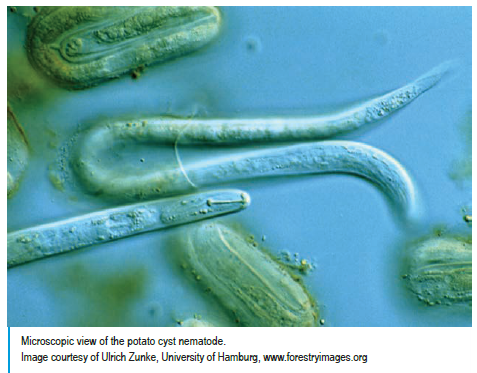 Microscopic view of the potato cyst nematode.
Image courtesy of Ulrich Zunke, University of Hamburg, www.forestryimages.org